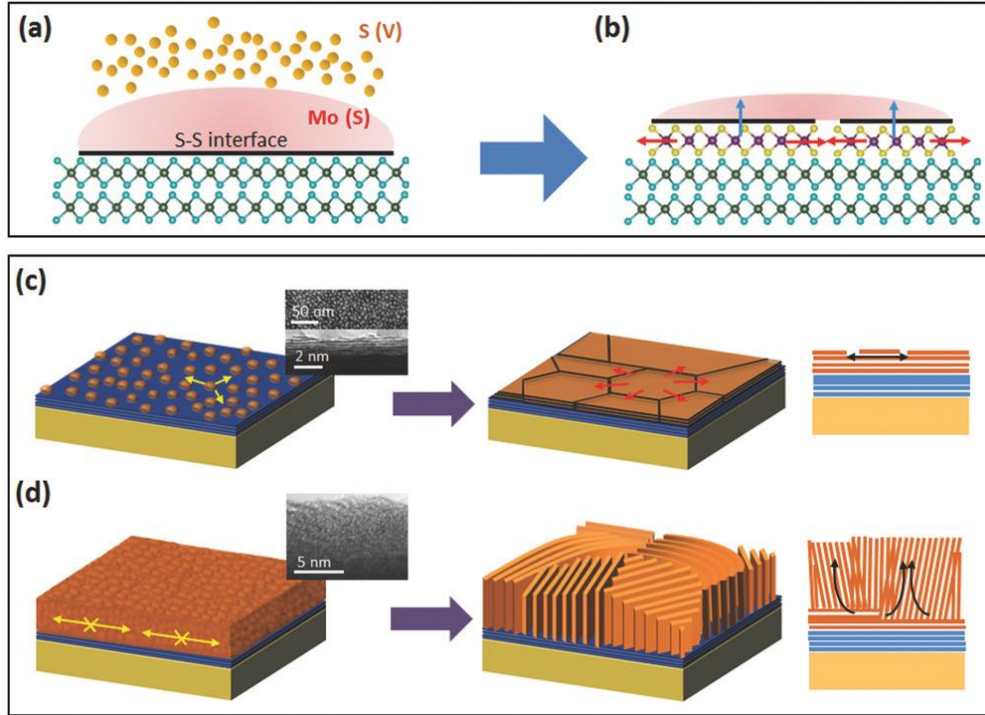 (a)
S (V)
Mo (S)
S-S interface
(b)
(c)
50 nm
2 nm
(d)
5 nm